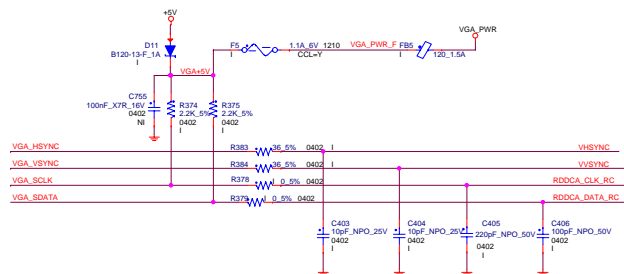 +5V
VGA_PWR
D11
B120-13-F_1A
I
F5
I
1.1A_6V 1210
CCL=Y
VGA_PWR_F
FB5
I
120_1.5A
VGA+5V
C755
100nF_X7R_16V
0402
NI
R374
2.2K_5%
0402
I
R375
2.2K_5%
0402
I
VGA_HSYNC
R383
36_5%
0402
I
VHSYNC
VGA_VSYNC
R384
36_5%
0402
I
VVSYNC
VGA_SCLK
R378
I
0_5%
0402
RDDCA_CLK_RC
VGA_SDATA
R379
I
0_5%
0402
RDDCA_DATA_RC
C403
10pF_NPO_25V
0402
I
C404
10pF_NPO_25V
0402
I
C405
220pF_NPO_50V
0402
I
C406
100pF_NPO_50V
0402
I